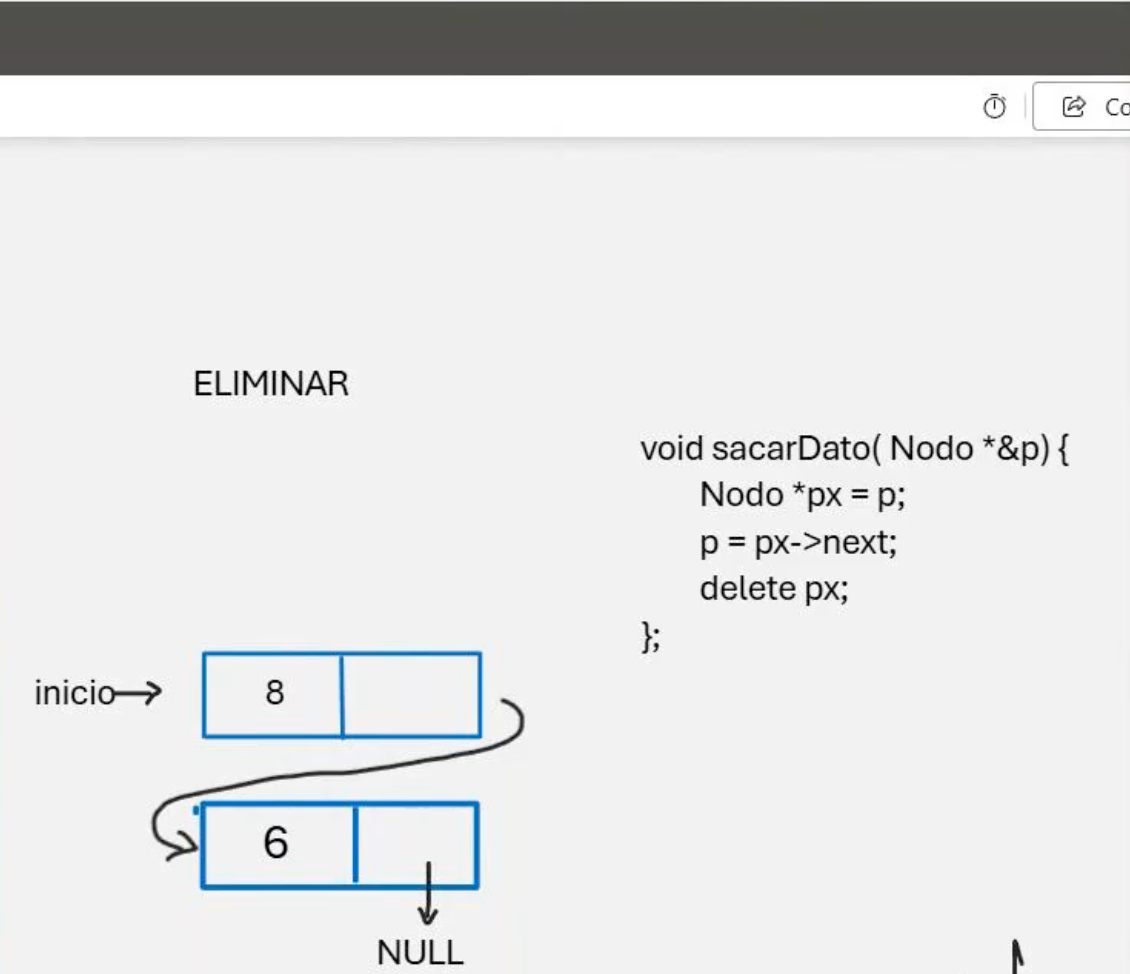 Co
ELIMINAR
void sacarDato( Nodo *&p) {
Nodo *px = p;
p = px->next;
delete px;
};
inicio
8
6
NULL